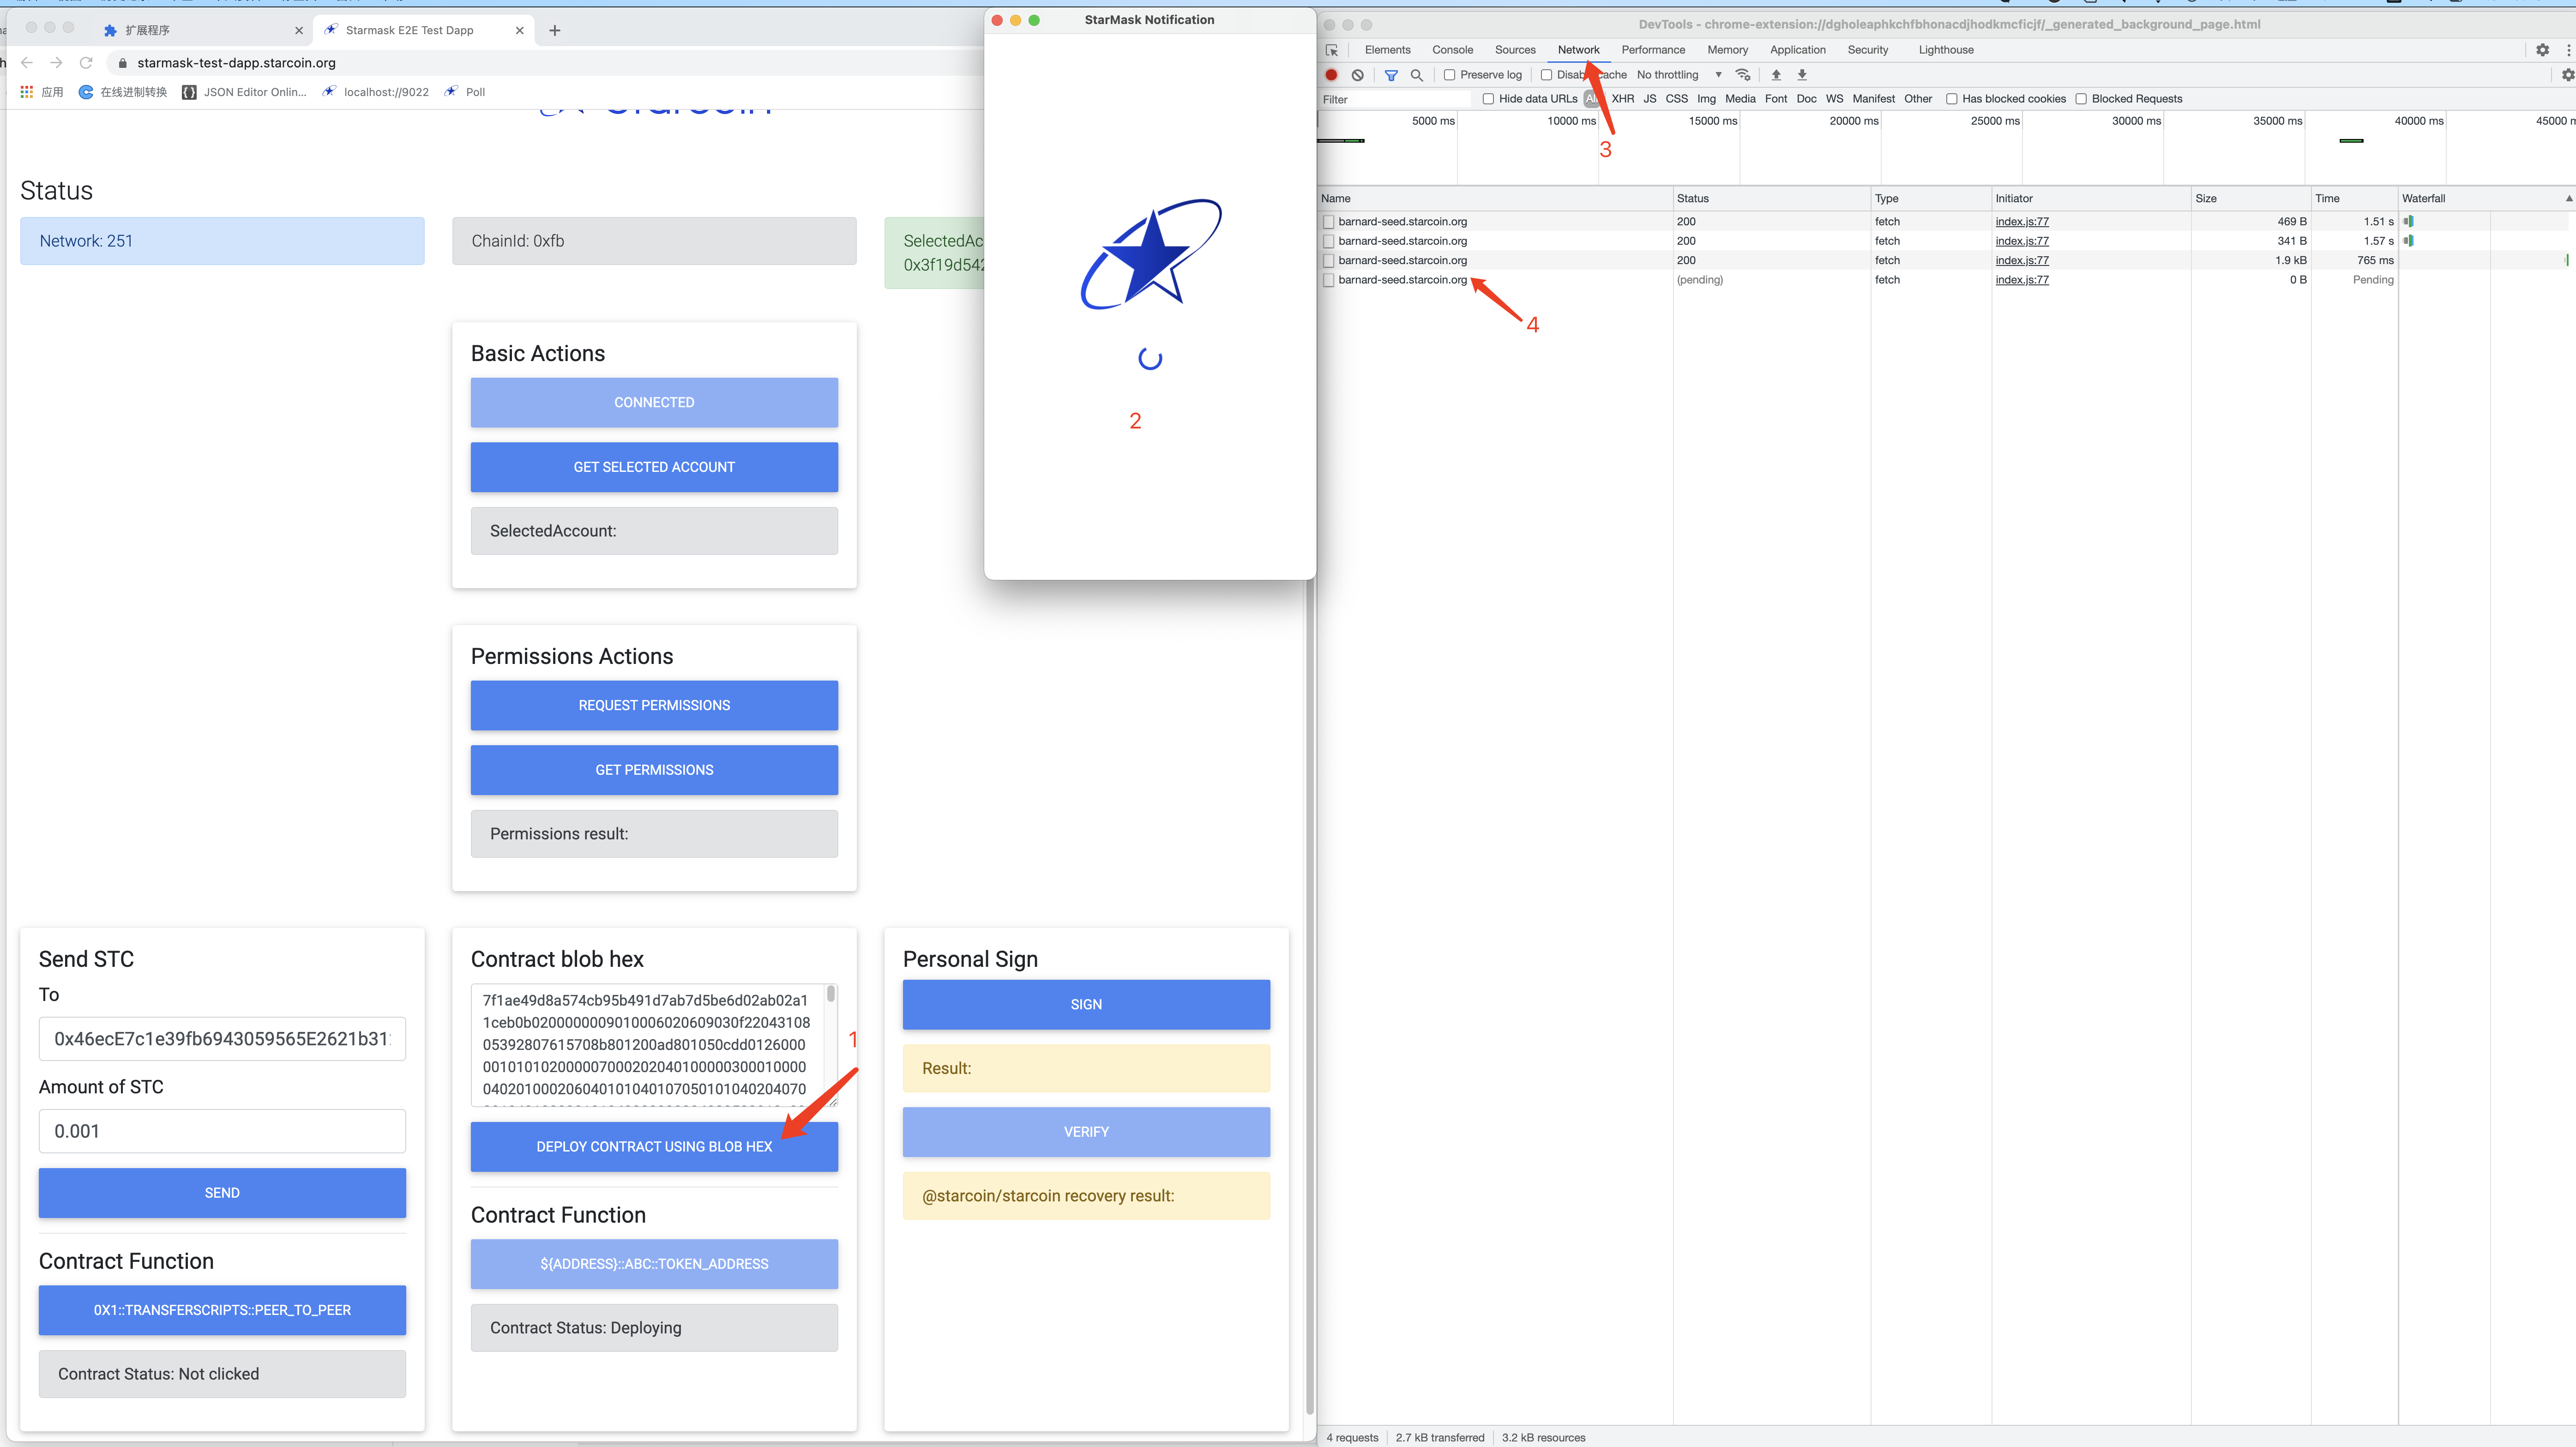 扩展程序
Starmask E2E Test Dapp
starmask-test-dapp.starcoin.org
应用
在线进制转换
JSON Editor Onlin...
localhost://9022
Poll
Starcoin
Status
Network: 251
ChainId: 0xfb
SelectedAc
0x3f19d542
Basic Actions
CONNECTED
GET SELECTED ACCOUNT
SelectedAccount:
Permissions Actions
REQUEST PERMISSIONS
GET PERMISSIONS
Permissions result:
Send STC
To
0x46ecE7c1e39fb6943059565E2621b31
Amount of STC
0.001
SEND
Contract Function
0X1::TRANSFERSCRIPTS::PEER_TO_PEER
Contract Status: Not clicked
Contract blob hex
7f1ae49d8a574cb95b491d7ab7d5be6d02ab02a1
1ceb0b02000000090100060206090 30f22043108
05392807615708b801200ad801050cdd0126000
001010102000007000202040100000300010000
0402010002060401010401070501010402040 70
1
DEPLOY CONTRACT USING BLOB HEX
Contract Function
${ADDRESS}::ABC::TOKEN_ADDRESS
Contract Status: Deploying
Personal Sign
SIGN
Result:
VERIFY
@starcoin/starcoin recovery result:
StarMask Notification
2
DevTools - chrome-extension://dgholeaphkchfbhonacdjhodkmcficjf/_generated_background_page.html
Elements Console Sources Network Performance Memory Application Security Lighthouse
Preserve log Disab cache No throttling
Filter Hide data URLs All XHR JS CSS Img Media Font Doc WS Manifest Other Has blocked cookies Blocked Requests
5000 ms 10000 ms 15000 ms 20000 ms 25000 ms 30000 ms 35000 ms 40000 ms 45000 m
3
Name Status Type Initiator Size Time Waterfall
barnard-seed.starcoin.org 200 fetch index.js:77 469 B 1.51 s
barnard-seed.starcoin.org 200 fetch index.js:77 341 B 1.57 s
barnard-seed.starcoin.org 200 fetch index.js:77 1.9 kB 765 ms
barnard-seed.starcoin.org (pending) fetch index.js:77 0 B Pending
4
4 requests 2.7 kB transferred 3.2 kB resources